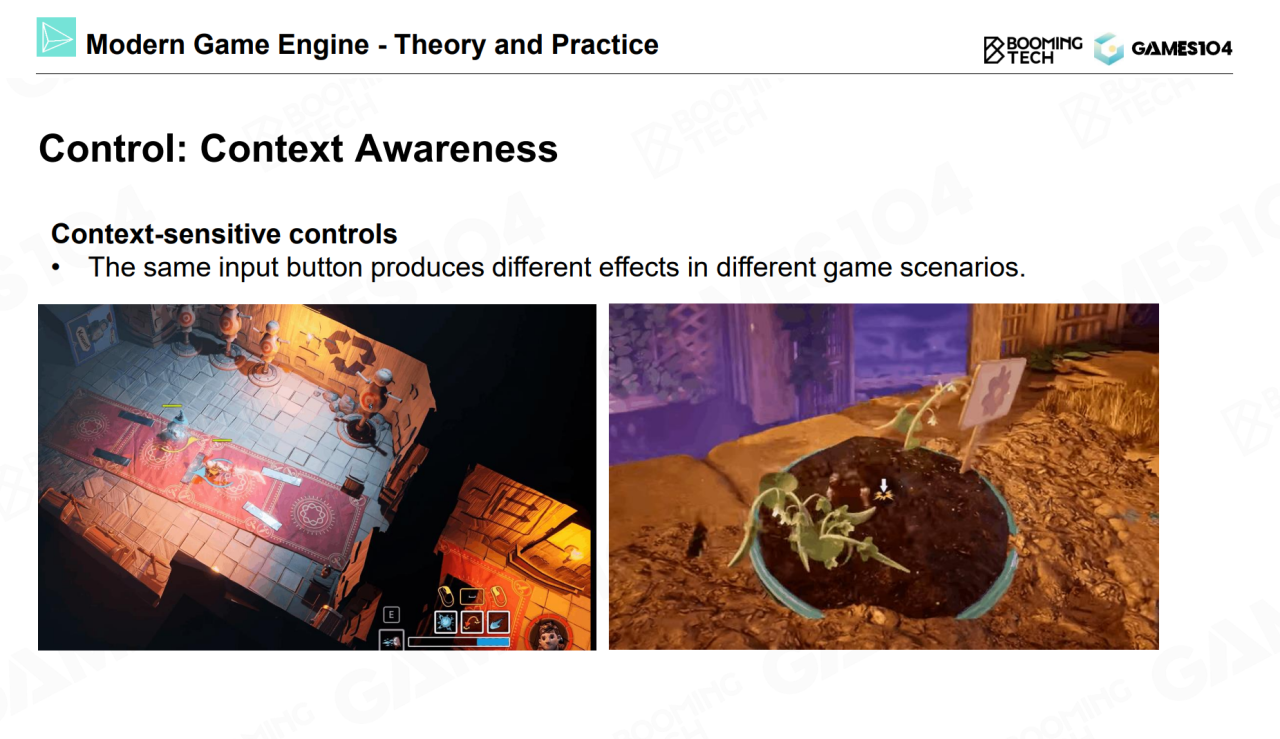 Modern Game Engine - Theory and Practice
BOOMING
TECH
GAMES104
Control: Context Awareness
Context-sensitive controls
• The same input button produces different effects in different game scenarios.
E